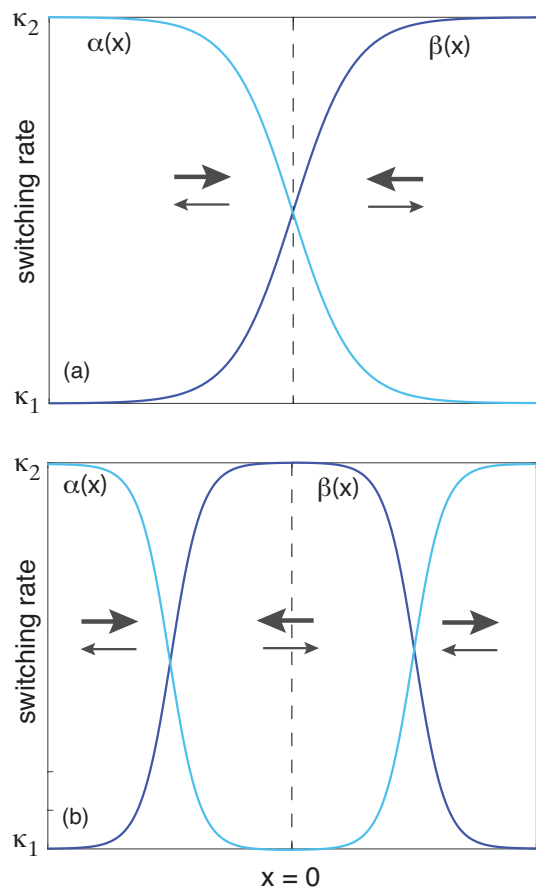 κ2
α(x)
β(x)
switching rate
(a)
κ1
κ2
α(x)
β(x)
switching rate
(b)
κ1
x = 0